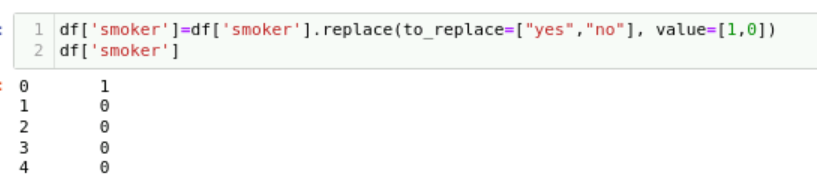 1 df['smoker']=df['smoker'].replace(to_replace=["yes","no"], value=[1,0])
2 df['smoker']
0 1
1 0
2 0
3 0
4 0